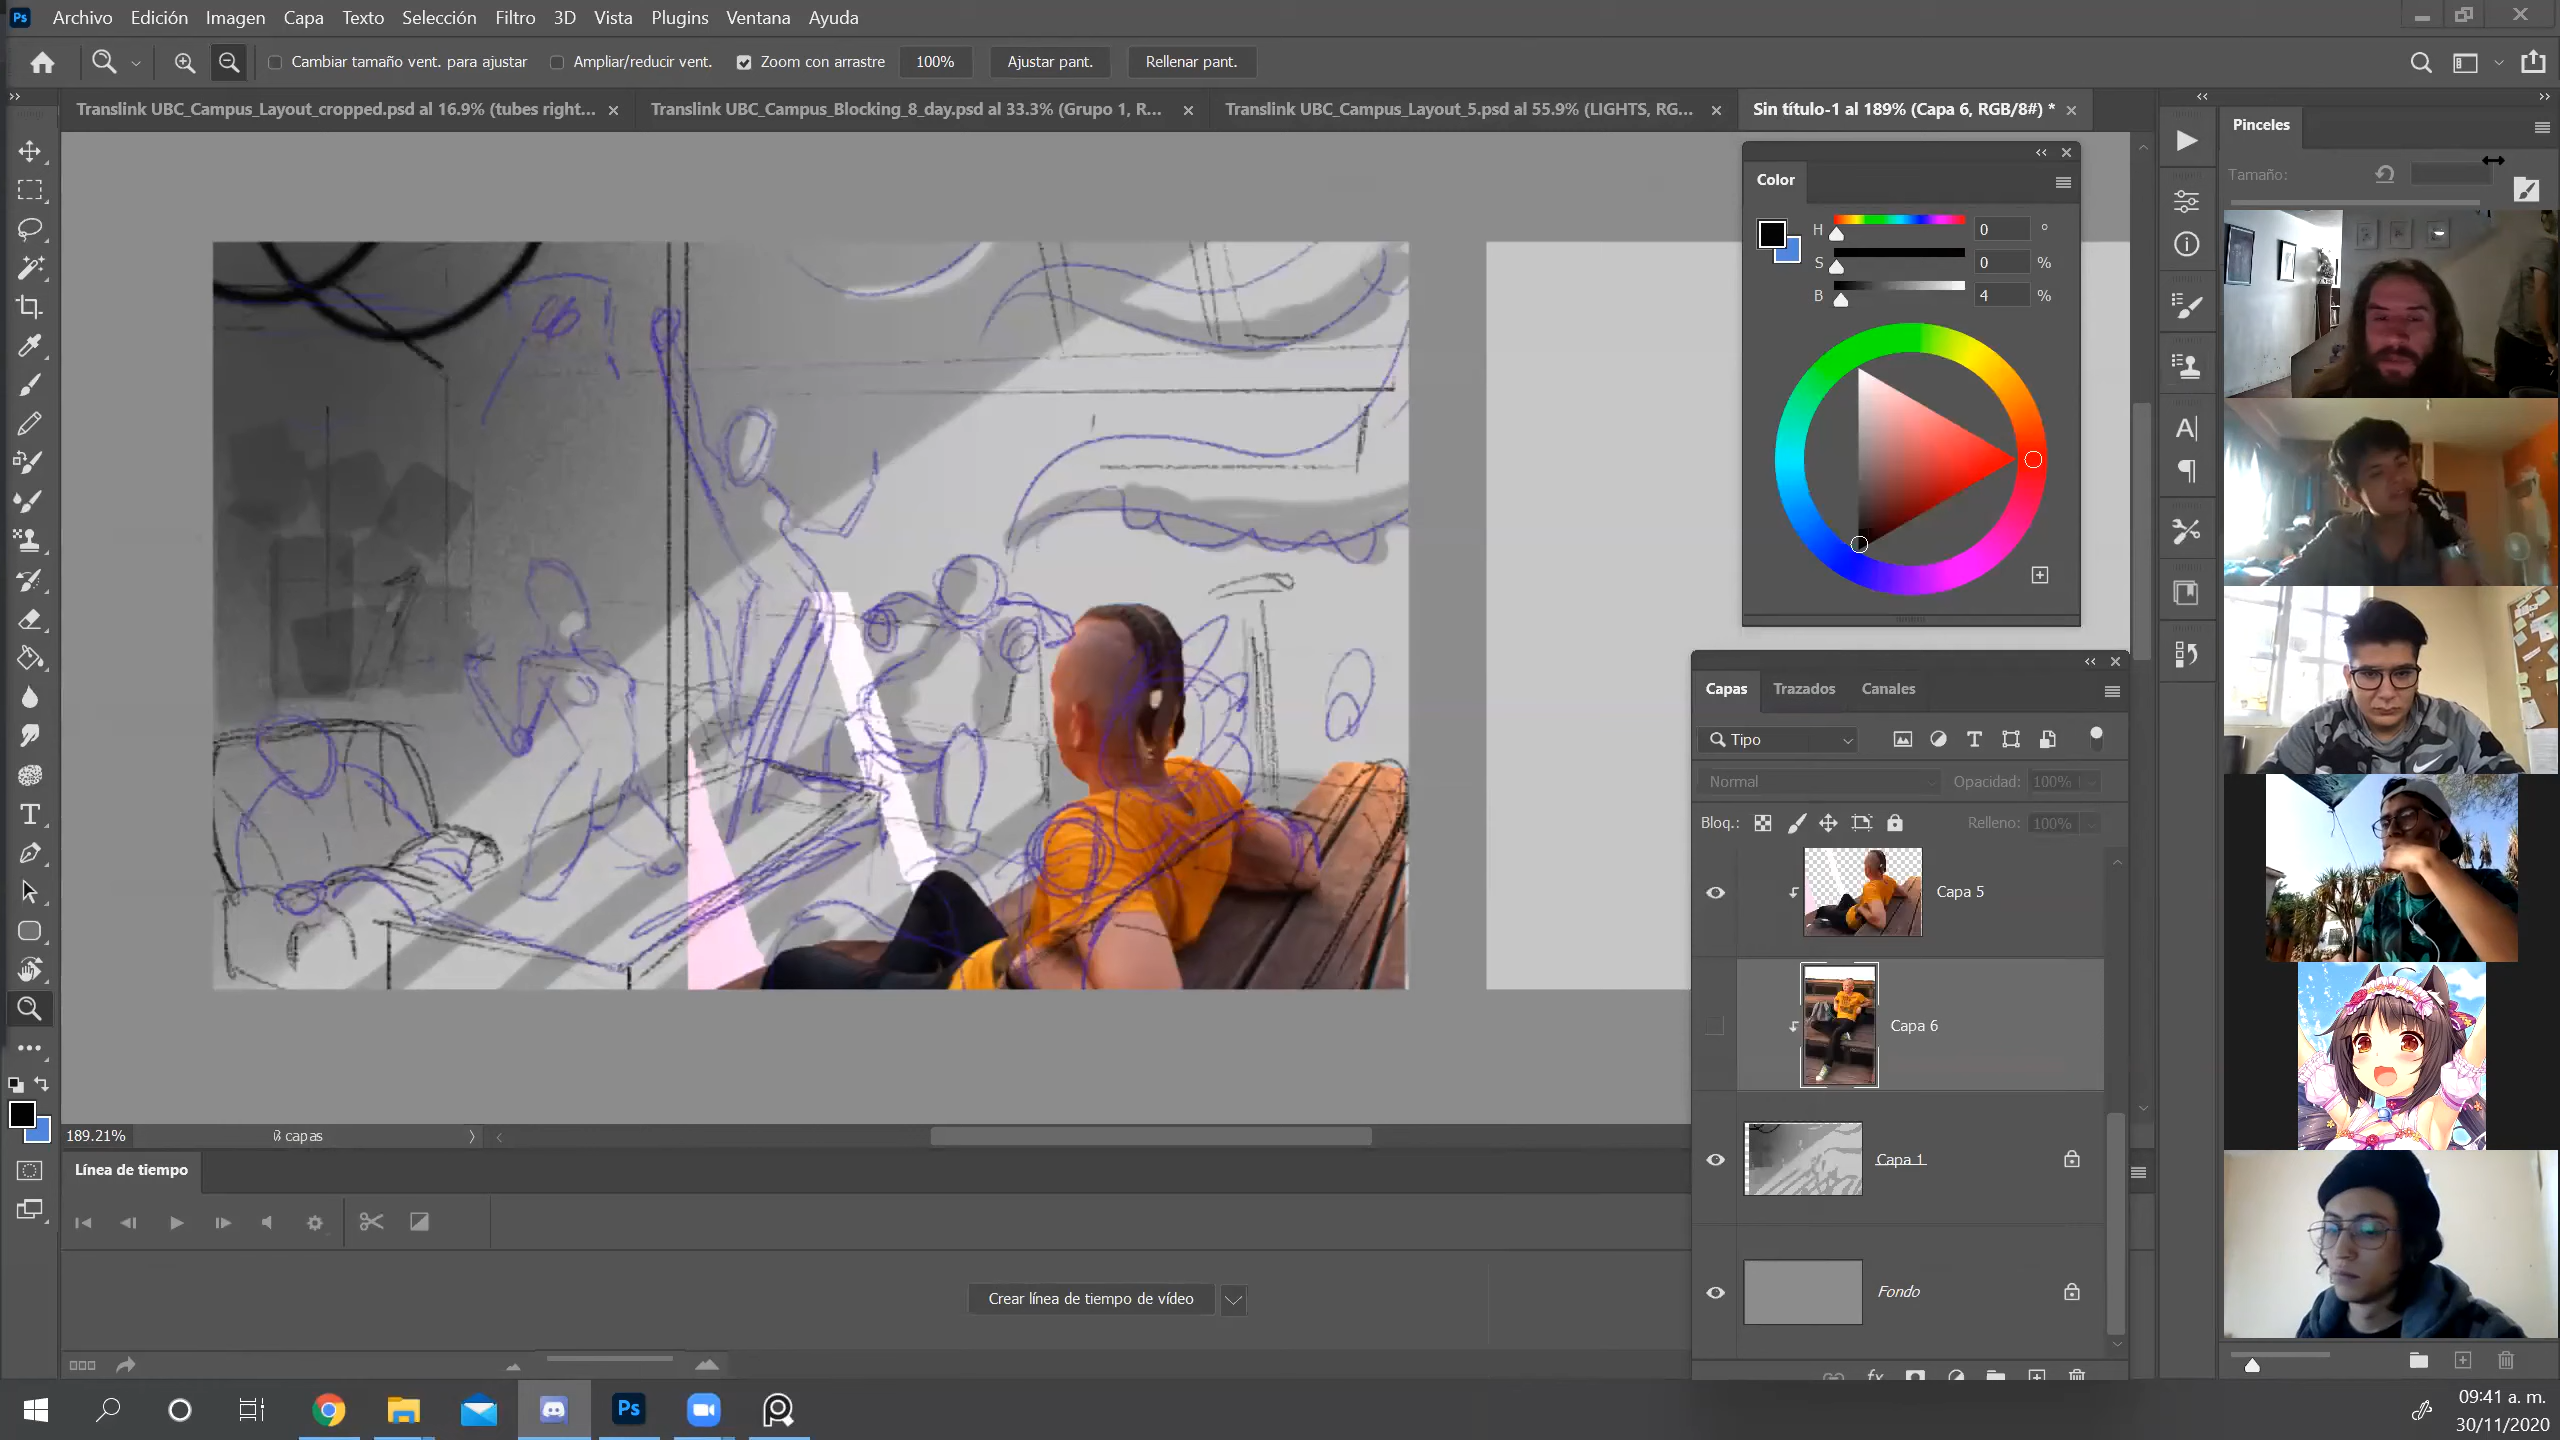 Ps Archivo Edición Imagen Capa Texto Selección Filtro 3D Vista Plugins Ventana Ayuda
Cambiar tamaño vent. para ajustar Ampliar/reducir vent. Zoom con arrastre 100% Ajustar pant. Rellenar pant.
Translink UBC_Campus_Layout_cropped.psd al 16.9% (tubes right... Translink UBC_Campus_Blocking_8_day.psd al 33.3% (Grupo 1, R... Translink UBC_Campus_Layout_5.psd al 55.9% (LIGHTS, RG... Sin título-1 al 189% (Capa 6, RGB/8#) *
Pinceles
Tamaño:
Color
H 0 °
S 0 %
B 4 %
Capas Trazados Canales
Tipo
Normal Opacidad: 100%
Bloq.: Relleno: 100%
Capa 5
Capa 6
Capa 1
Fondo
189.21% 8 capas
Línea de tiempo
Crear línea de tiempo de vídeo
Ps
09:41 a. m.
30/11/2020